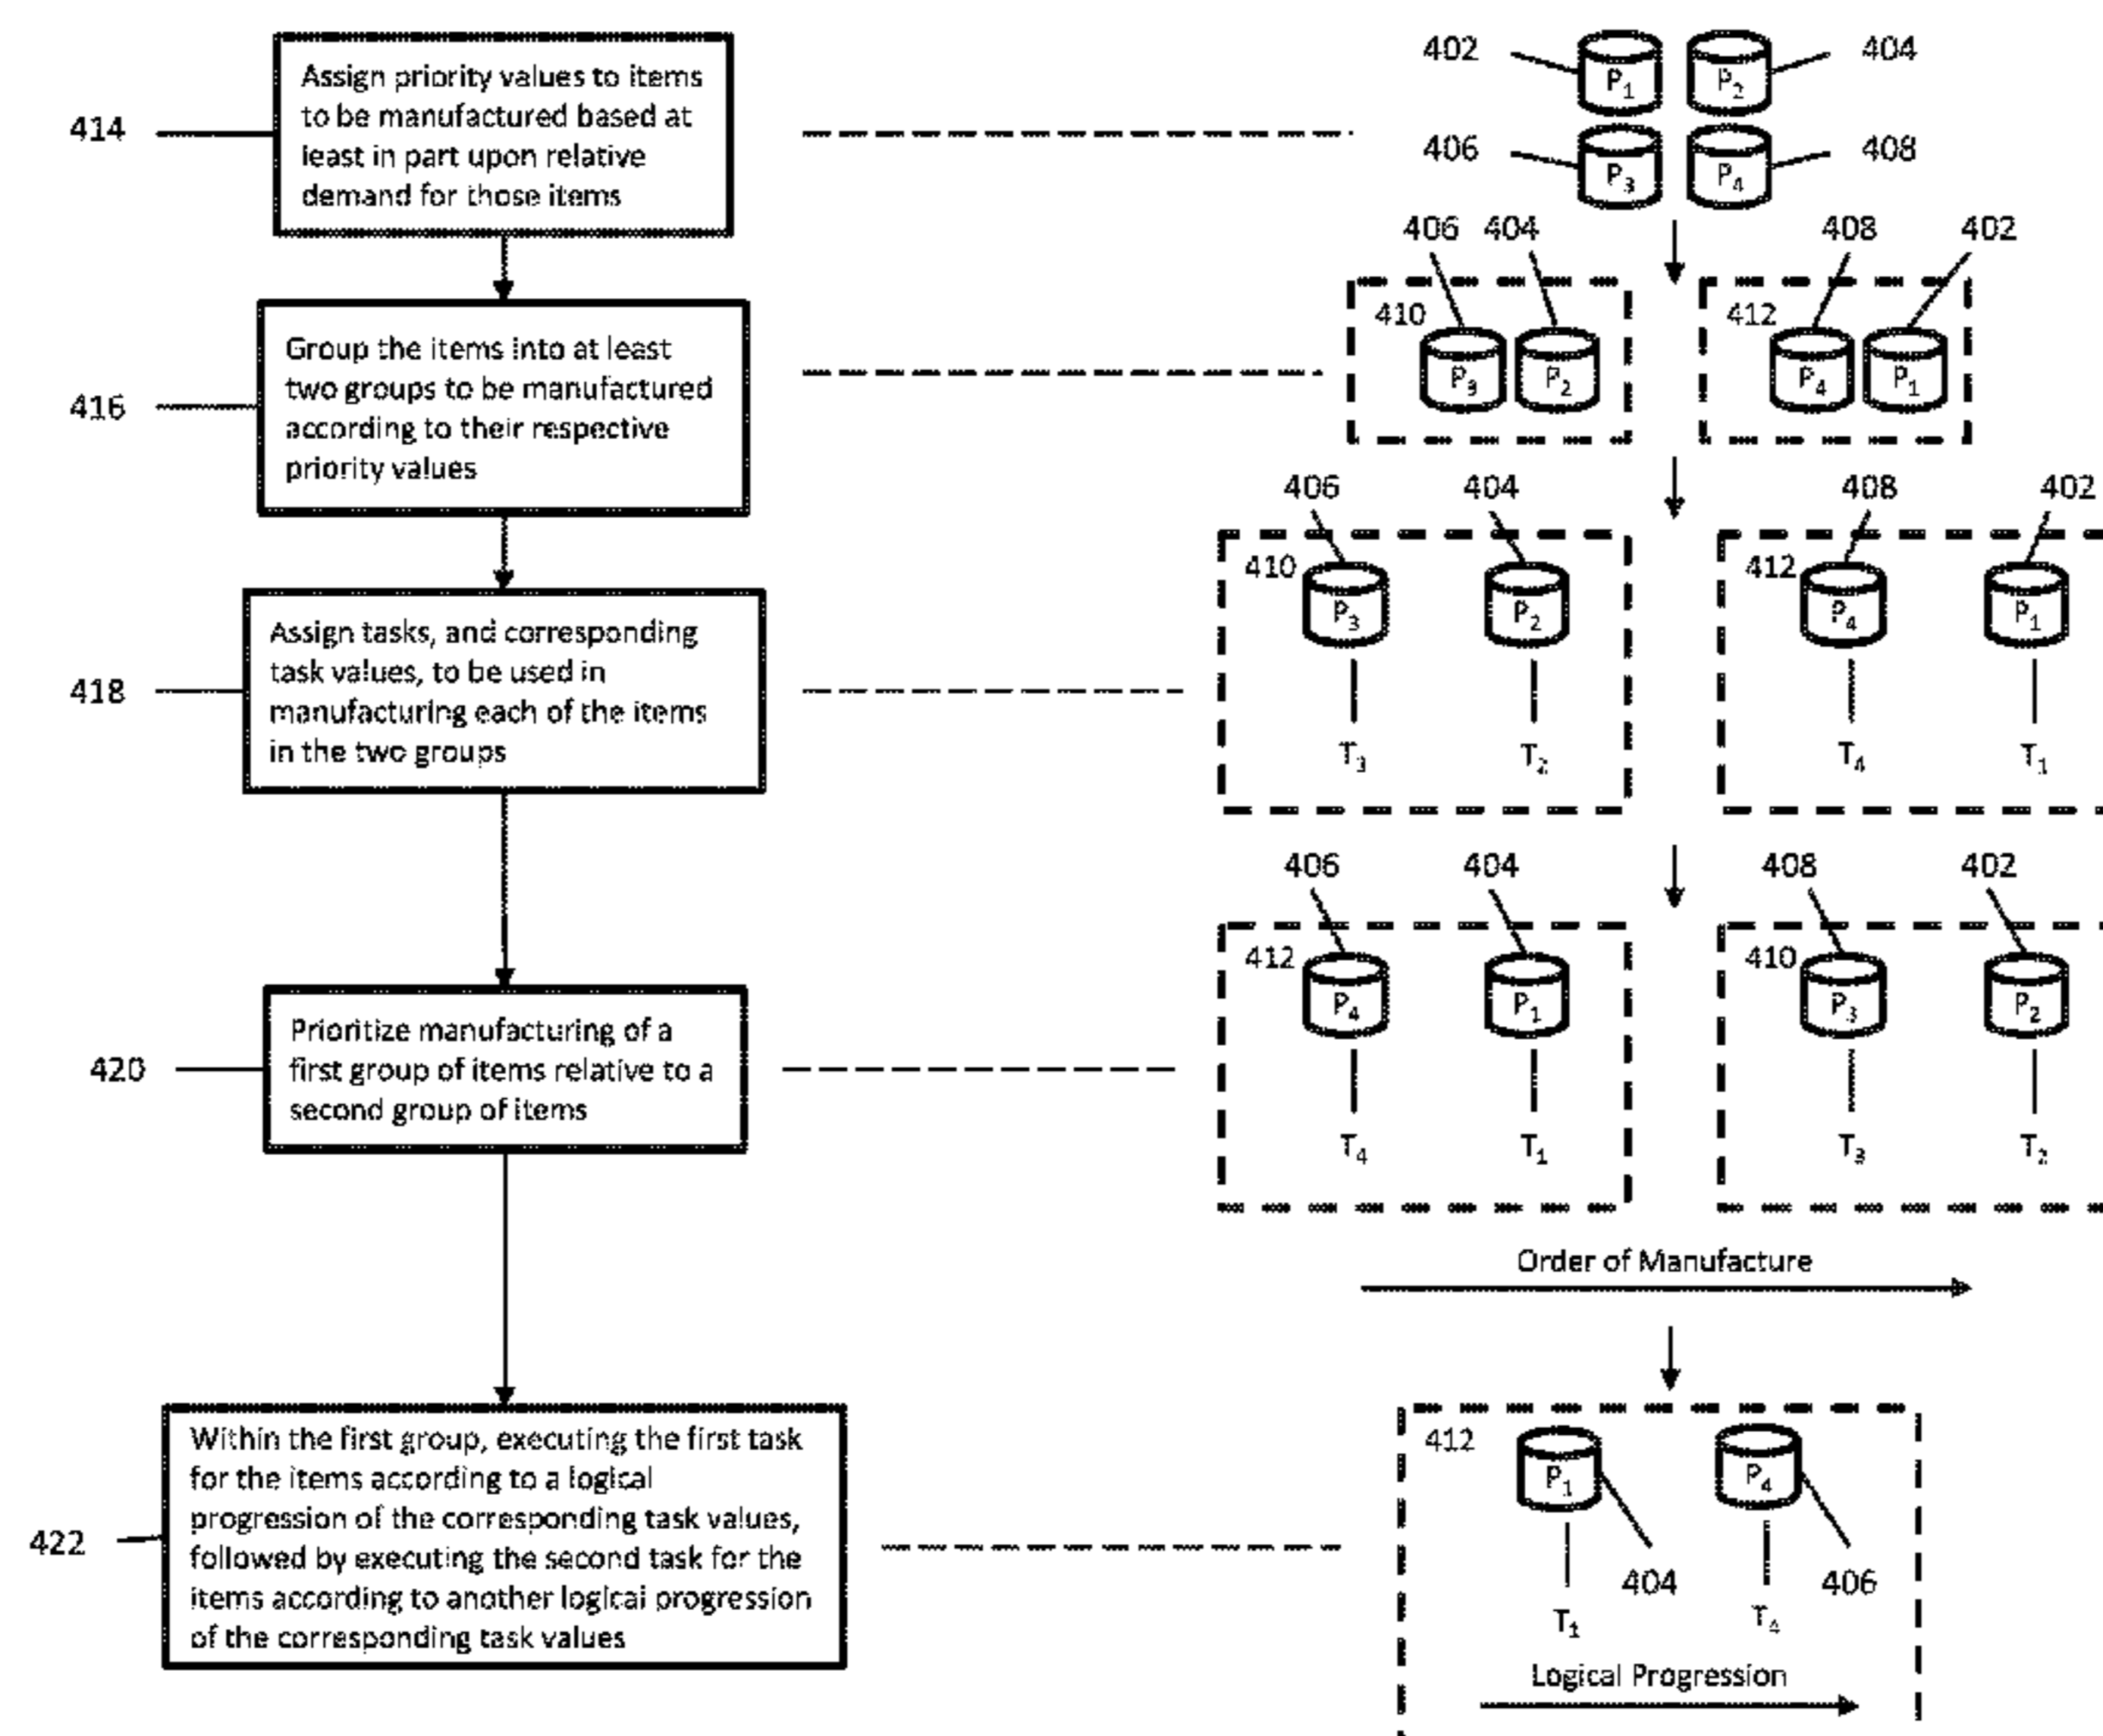 414
Assign priority values to items
to be manufactured based at
least in part upon relative
demand for those items
402
P1
P2
404
406
P3
P4
408
416
Group the items into at least
two groups to be manufactured
according to their respective
priority values
406 404
408 402
410
P3
P2
412
P4
P1
418
Assign tasks, and corresponding
task values, to be used in
manufacturing each of the items
in the two groups
406 404
408 402
410
P3
P2
412
P4
P1
T3
T2
T4
T1
420
Prioritize manufacturing of a
first group of items relative to a
second group of items
406 404
408 402
412
P4
P1
410
P3
P2
T4
T1
T3
T2
Order of Manufacture
422
Within the first group, executing the first task
for the items according to a logical
progression of the corresponding task values,
followed by executing the second task for the
items according to another logical progression
of the corresponding task values
412
P1
P4
404
406
T1
T4
Logical Progression